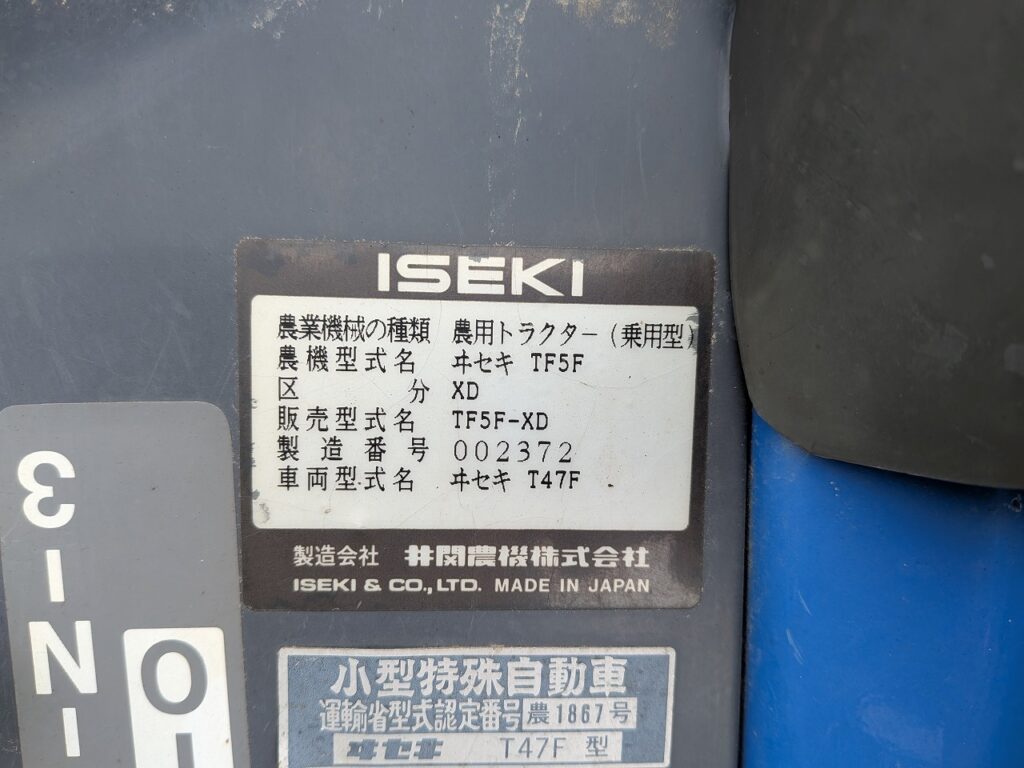 ISEKI
農業機械の種類 農用トラクター(乗用型)
農機型式名 ヰセキ TF5F
区分 XD
販売型式名 TF5F-XD
製造番号 002372
車両型式名 ヰセキ T47F
製造会社 井関農機株式会社
ISEKI & CO., LTD. MADE IN JAPAN
小型特殊自動車
運輸省型式認定番号 農1867号
ヰセキ T47F 型